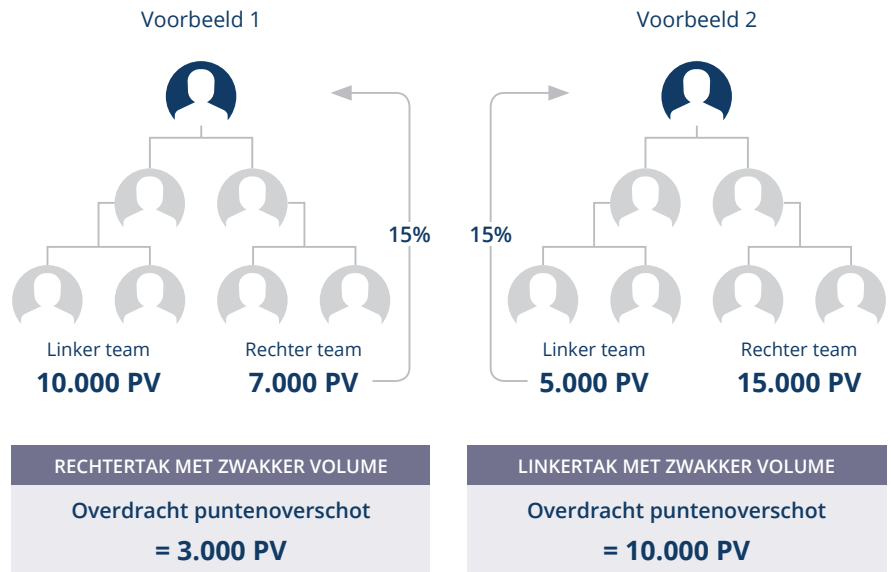 Voorbeeld 1
15%
Linker team
10.000 PV
Rechter team
7.000 PV
RECHTERTAK MET ZWAKKER VOLUME
Overdracht puntenoverschot
= 3.000 PV
Voorbeeld 2
15%
Linker team
5.000 PV
Rechter team
15.000 PV
LINKERTAK MET ZWAKKER VOLUME
Overdracht puntenoverschot
= 10.000 PV